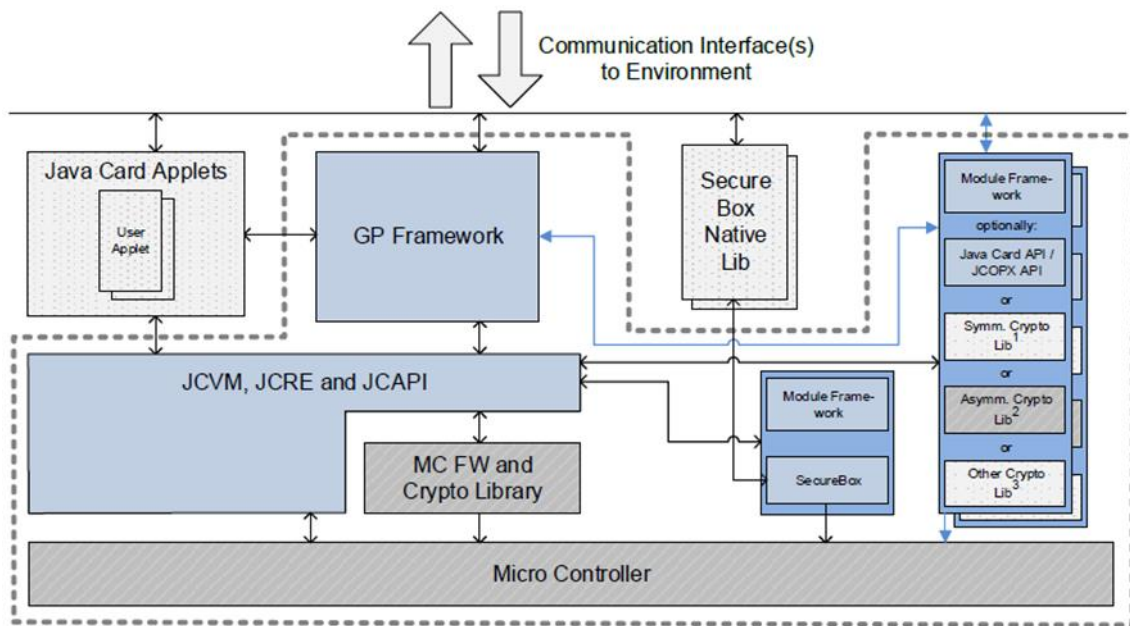 Communication Interface(s)
to Environment
Java Card Applets
User
Applet
GP Framework
Secure
Box
Native
Lib
Module Frame-
work
optionally:
Java Card API /
JCOPX API
or
Symm. Crypto
Lib1
or
Asymm. Crypto
Lib2
or
Other Crypto
Lib3
JCVM, JCRE and JCAPI
Module Frame-
work
SecureBox
MC FW and
Crypto Library
Micro Controller